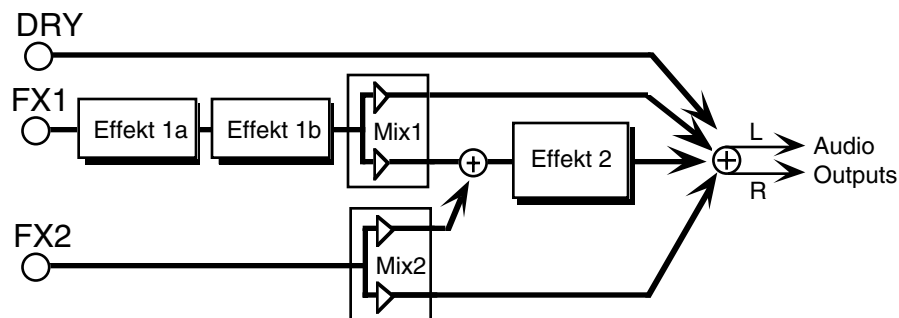 DRY
FX1
Effekt 1a
Effekt 1b
Mix1
Effekt 2
L
R
Audio
Outputs
FX2
Mix2